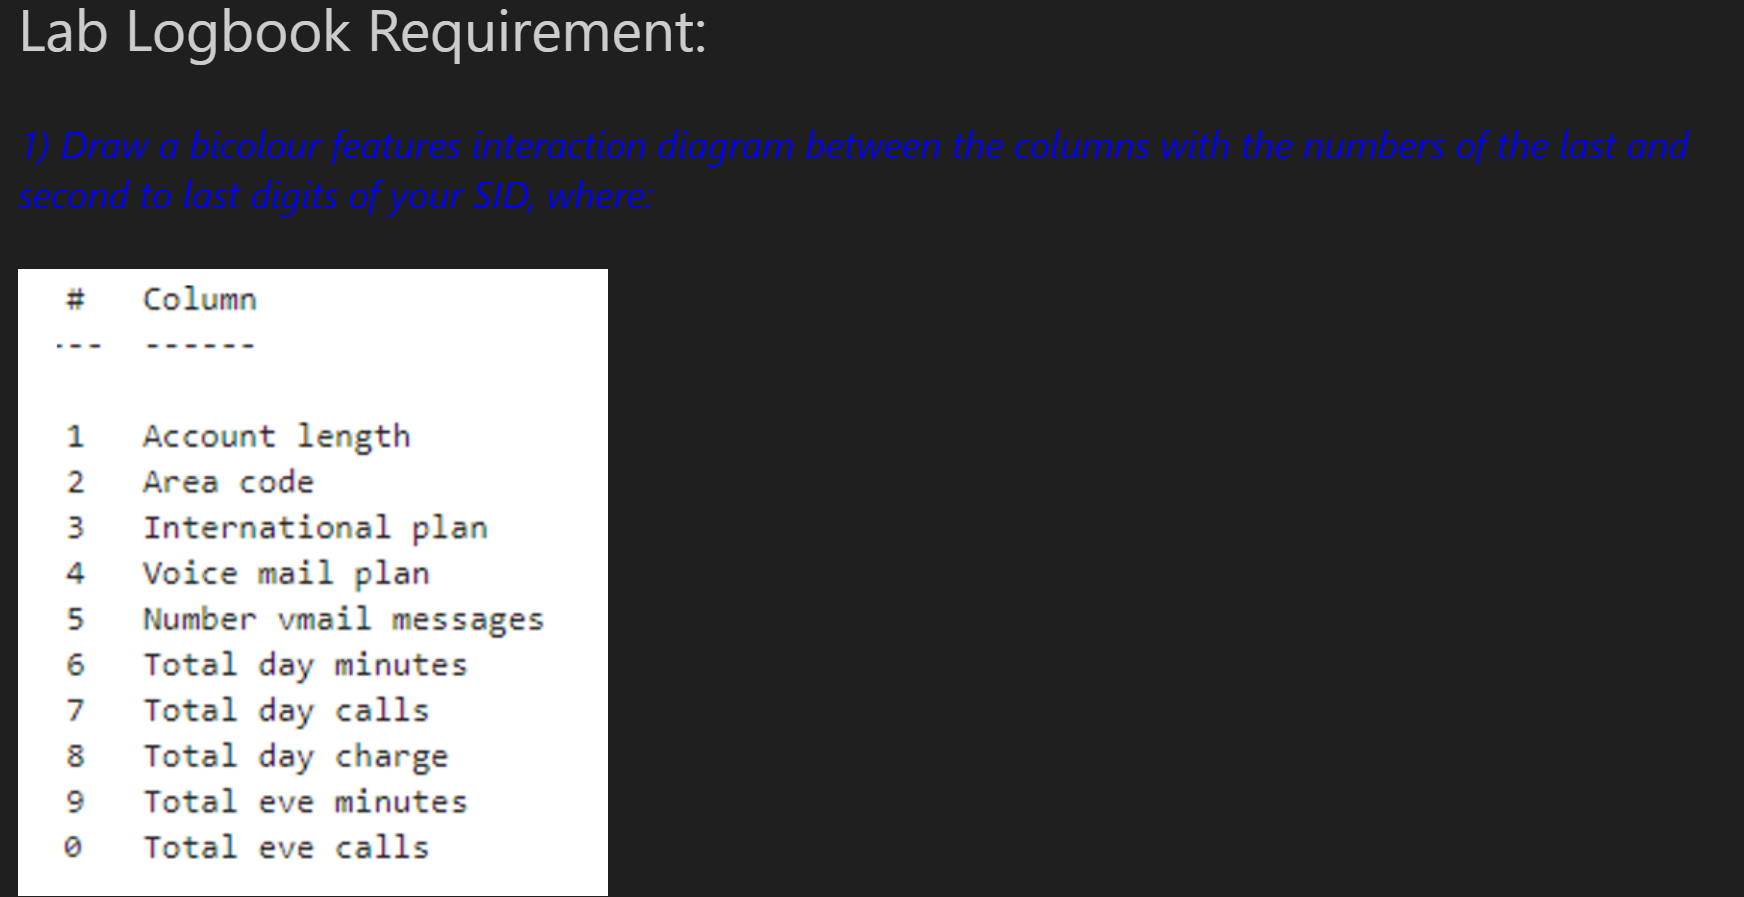 Lab Logbook Requirement:
1) Draw a bicolour features interaction diagram between the columns with the numbers of the last and
second to last digits of your SID, where:
# Column
--- ------
1 Account length
2 Area code
3 International plan
4 Voice mail plan
5 Number vmail messages
6 Total day minutes
7 Total day calls
8 Total day charge
9 Total eve minutes
0 Total eve calls